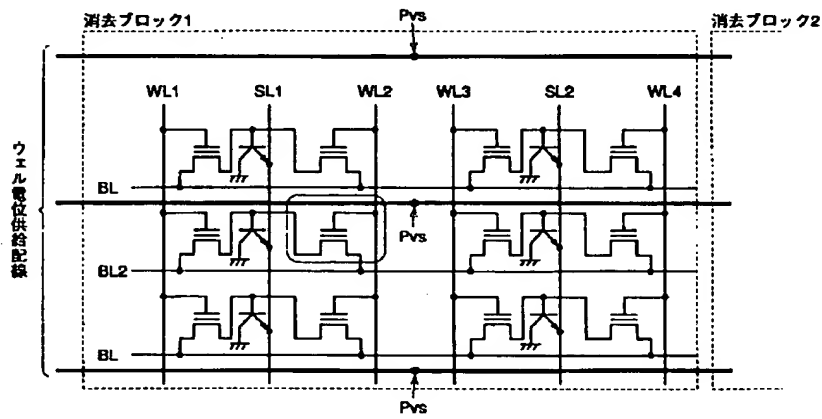 消去ブロック1
Pvs
消去ブロック2
WL1
SL1
WL2
WL3
SL2
WL4
ウェル電位供給配線
BL
Pvs
BL2
BL
Pvs